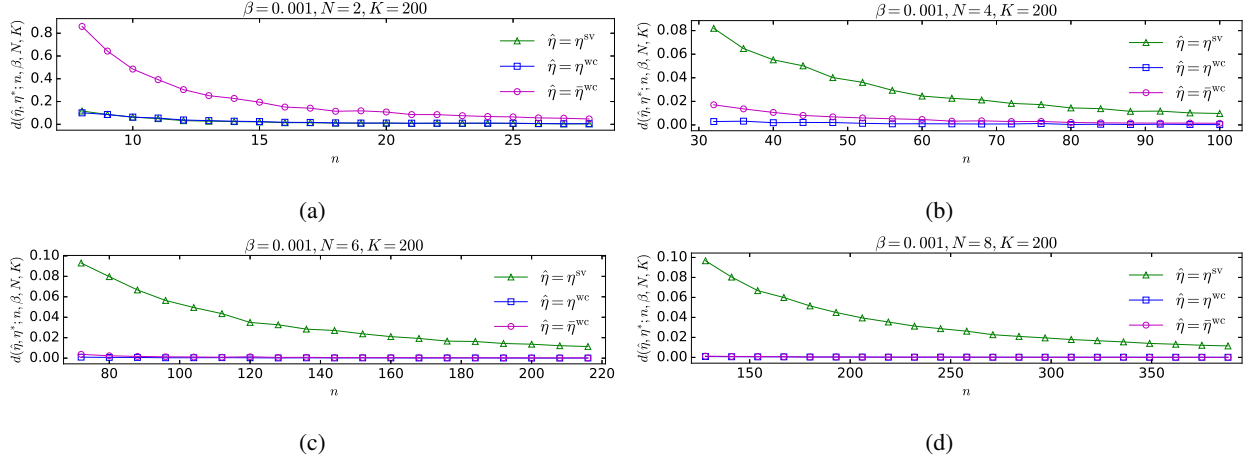 β=0.001, N=2, K=200
d(η̂, η*; n, β, N, K)
0.8
0.6
0.4
0.2
0.0
η̂ = η^sv
η̂ = η^wc
η̂ = η̄^wc
10 15 20 25
n
(a)
β=0.001, N=4, K=200
d(η̂, η*; n, β, N, K)
0.08
0.06
0.04
0.02
0.00
η̂ = η^sv
η̂ = η^wc
η̂ = η̄^wc
30 40 50 60 70 80 90 100
n
(b)
β=0.001, N=6, K=200
d(η̂, η*; n, β, N, K)
0.10
0.08
0.06
0.04
0.02
0.00
η̂ = η^sv
η̂ = η^wc
η̂ = η̄^wc
80 100 120 140 160 180 200 220
n
(c)
β=0.001, N=8, K=200
d(η̂, η*; n, β, N, K)
0.10
0.08
0.06
0.04
0.02
0.00
η̂ = η^sv
η̂ = η^wc
η̂ = η̄^wc
150 200 250 300 350
n
(d)